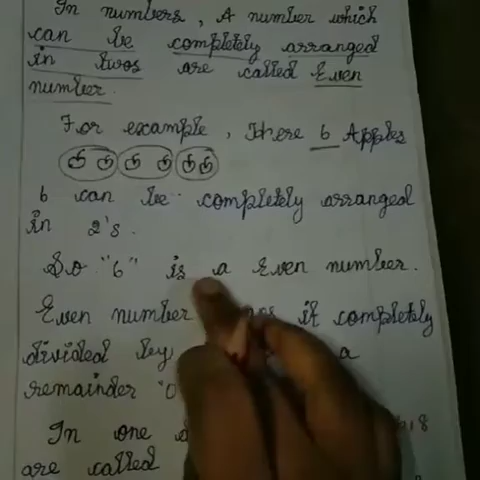 In numbers, A number which
can be completely arranged
in twos are called Even
number.
For example, There 6 Apples
6 can be completely arranged
in 2's.
So "6" is a Even number.
Even number if completely
divided by a
remainder "0
In one
are called